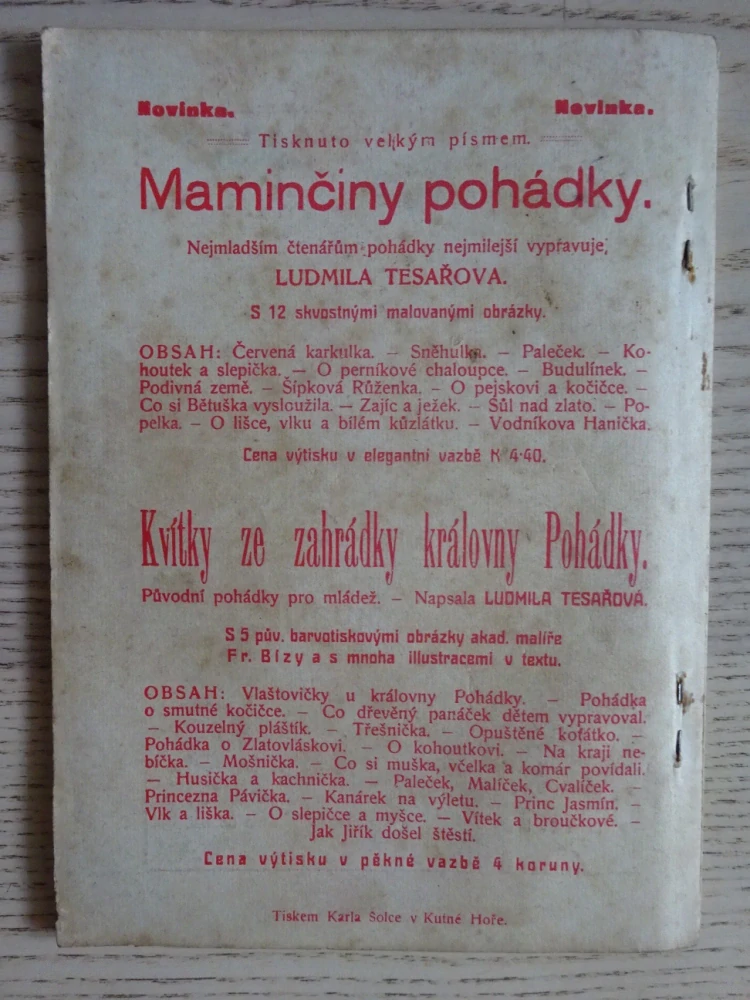 Novinka. Novinka.
Tisknuto velkým písmem.
Maminčiny pohádky.
Nejmladším čtenářům pohádky nejmilejší vypravuje
LUDMILA TESAŘOVA.
S 12 skvostnými malovanými obrázky.
OBSAH: Červená karkulka. — Sněhulka. — Paleček. — Ko-
houtek a slepička. — O perníkové chaloupce. — Budulínek. —
Podivná země. — Šípková Růženka. — O pejskovi a kočičce. —
Co si Bětuška vysloužila. — Zajíc a ježek. — Sůl nad zlato. — Po-
pelka. — O lišce, vlku a bílém kůzlátku. — Vodníkova Hanička.
Cena výtisku v elegantní vazbě K 4·40.
Kvítky ze zahrádky královny Pohádky.
Původní pohádky pro mládež. — Napsala LUDMILA TESAŘOVÁ.
S 5 pův. barvotiskovými obrázky akad. malíře
Fr. Bízy a s mnoha illustracemi v textu.
OBSAH: Vlaštovičky u královny Pohádky. — Pohádka
o smutné kočičce. — Co dřevěný panáček dětem vypravoval.
— Kouzelný pláštík. — Třešnička. — Opuštěné koťátko. —
Pohádka o Zlatovláskovi. — O kohoutkovi. — Na kraji ne-
bíčka. — Mošnička. — Co si muška, včelka a komár povídali.
— Husička a kachnička. — Paleček, Malíček, Cvalíček. —
Princezna Pávička. — Kanárek na výletu. — Princ Jasmín. —
Vlk a liška. — O slepičce a myšce. — Vítek a broučkové. —
Jak Jiřík došel štěstí.
Cena výtisku v pěkné vazbě 4 koruny.
Tiskem Karla Šolce v Kutné Hoře.